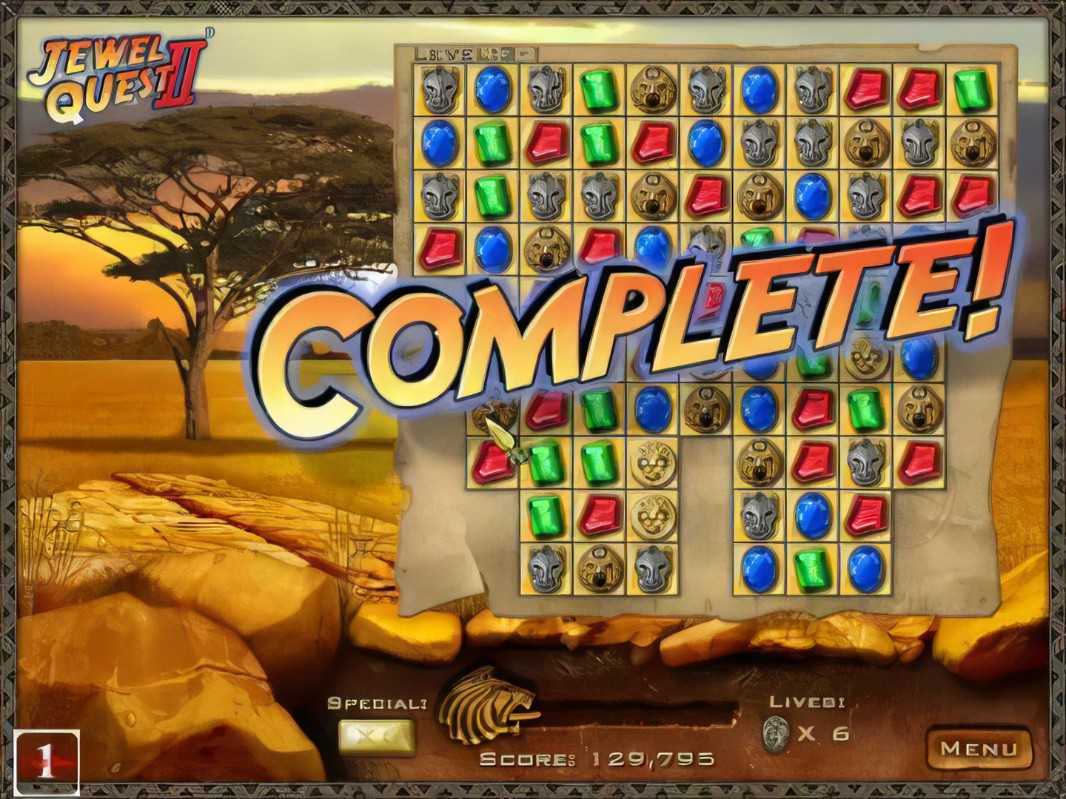 JEWEL
QUEST II
COMPLETE!
SPECIAL:
LIVES:
X 6
SCORE: 129,795
MENU
1